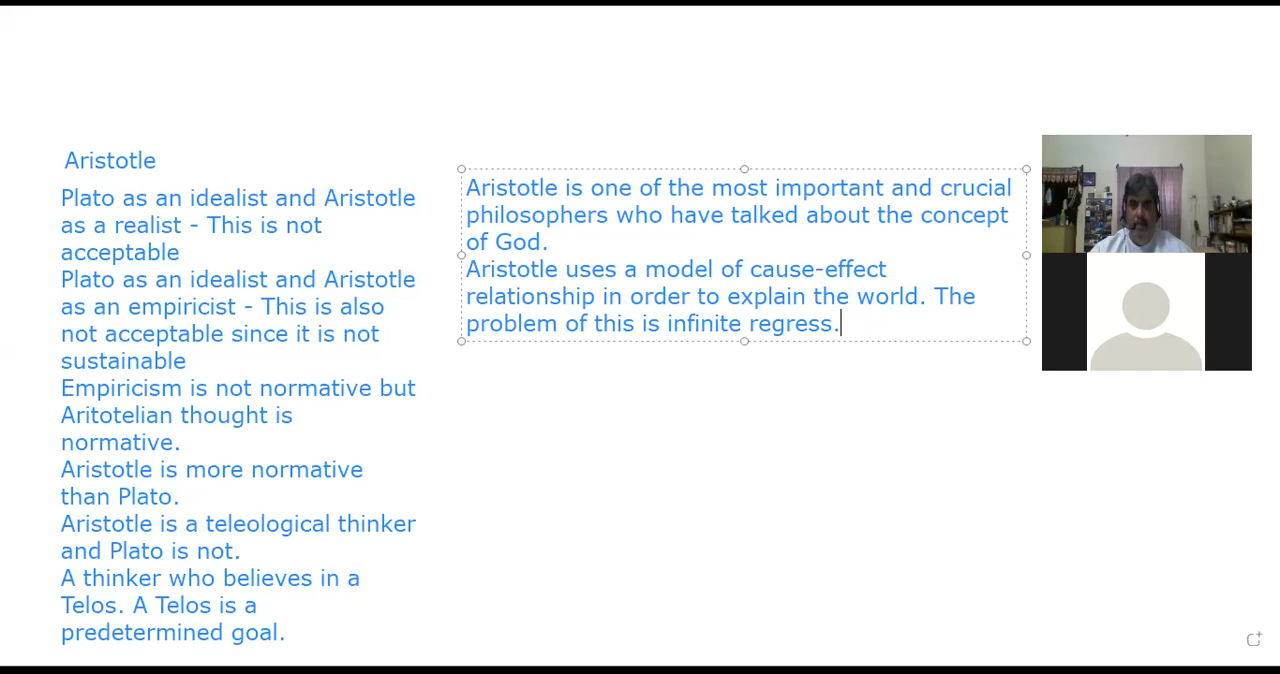 Aristotle
Plato as an idealist and Aristotle
as a realist - This is not
acceptable
Plato as an idealist and Aristotle
as an empiricist - This is also
not acceptable since it is not
sustainable
Empiricism is not normative but
Aritotelian thought is
normative.
Aristotle is more normative
than Plato.
Aristotle is a teleological thinker
and Plato is not.
A thinker who believes in a
Telos. A Telos is a
predetermined goal.
Aristotle is one of the most important and crucial
philosophers who have talked about the concept
of God.
Aristotle uses a model of cause-effect
relationship in order to explain the world. The
problem of this is infinite regress.